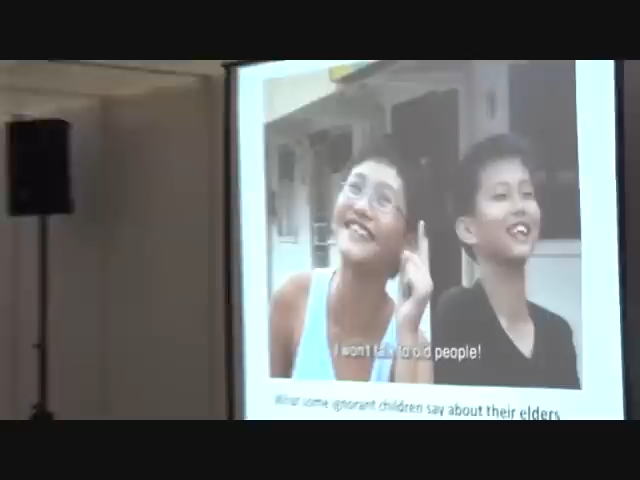 I won't talk to old people!
What some ignorant children say about their elders